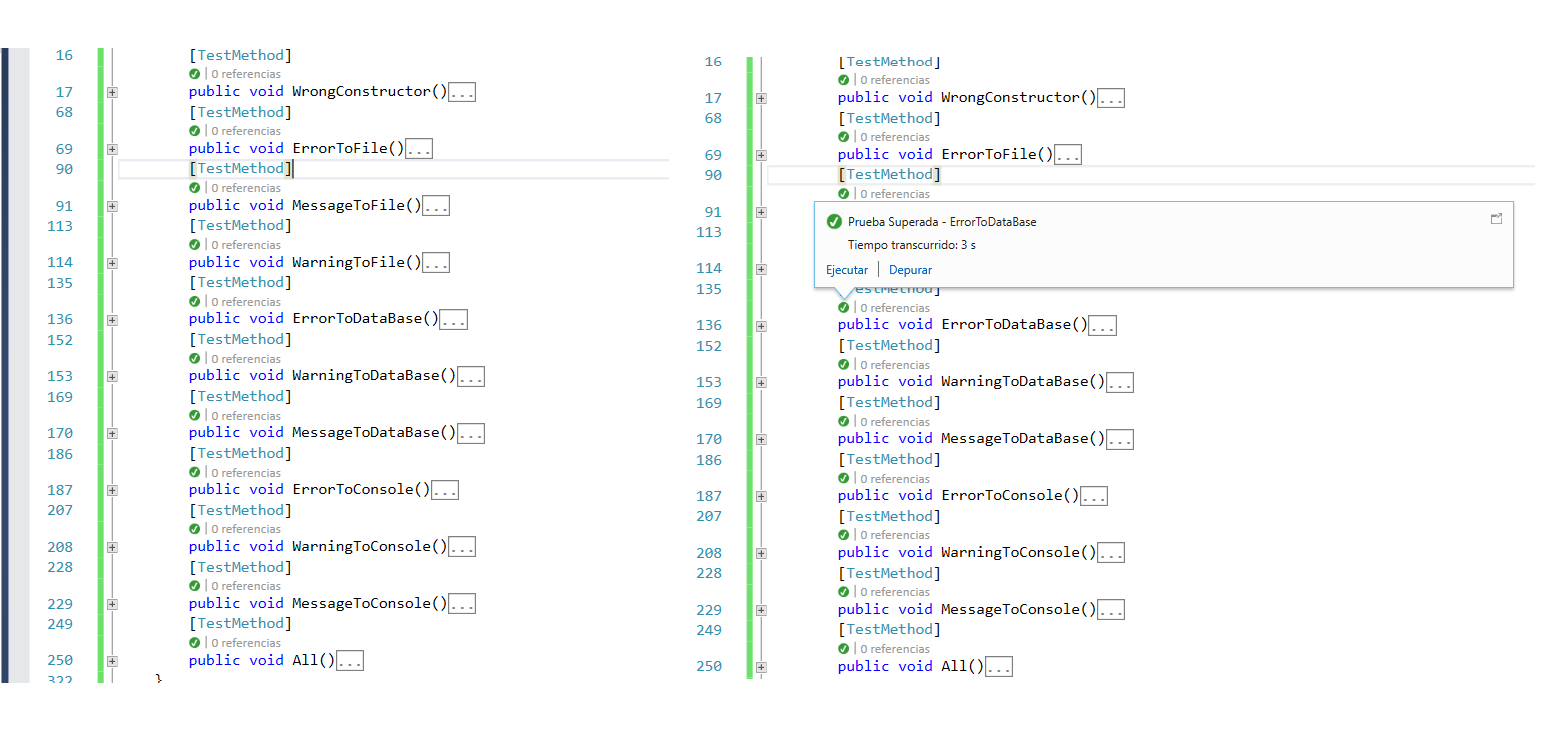 16 [TestMethod]
0 referencias
17 public void WrongConstructor()...
68 [TestMethod]
0 referencias
69 public void ErrorToFile()...
90 [TestMethod]
0 referencias
91 public void MessageToFile()...
113 [TestMethod]
0 referencias
114 public void WarningToFile()...
135 [TestMethod]
0 referencias
136 public void ErrorToDataBase()...
152 [TestMethod]
0 referencias
153 public void WarningToDataBase()...
169 [TestMethod]
0 referencias
170 public void MessageToDataBase()...
186 [TestMethod]
0 referencias
187 public void ErrorToConsole()...
207 [TestMethod]
0 referencias
208 public void WarningToConsole()...
228 [TestMethod]
0 referencias
229 public void MessageToConsole()...
249 [TestMethod]
0 referencias
250 public void All()...
322 }
16 [TestMethod]
0 referencias
17 public void WrongConstructor()...
68 [TestMethod]
0 referencias
69 public void ErrorToFile()...
90 [TestMethod]
0 referencias
91
113
114
Prueba Superada - ErrorToDataBase
Tiempo transcurrido: 3 s
Ejecutar | Depurar
135 estMethod]
0 referencias
136 public void ErrorToDataBase()...
152 [TestMethod]
0 referencias
153 public void WarningToDataBase()...
169 [TestMethod]
0 referencias
170 public void MessageToDataBase()...
186 [TestMethod]
0 referencias
187 public void ErrorToConsole()...
207 [TestMethod]
0 referencias
208 public void WarningToConsole()...
228 [TestMethod]
0 referencias
229 public void MessageToConsole()...
249 [TestMethod]
0 referencias
250 public void All()...